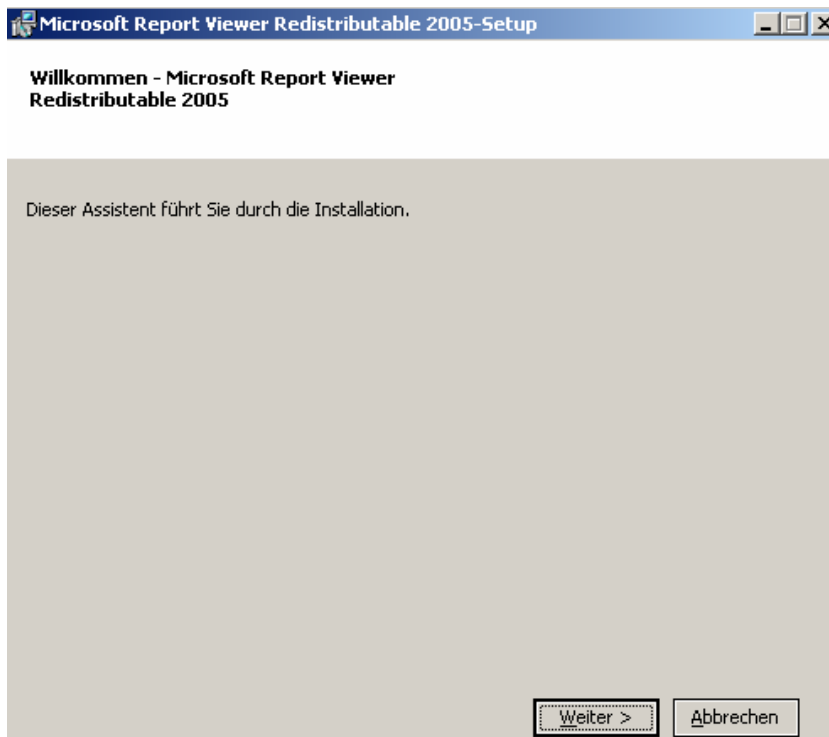 Microsoft Report Viewer Redistributable 2005-Setup
Willkommen - Microsoft Report Viewer
Redistributable 2005
Dieser Assistent führt Sie durch die Installation.
Weiter >
Abbrechen